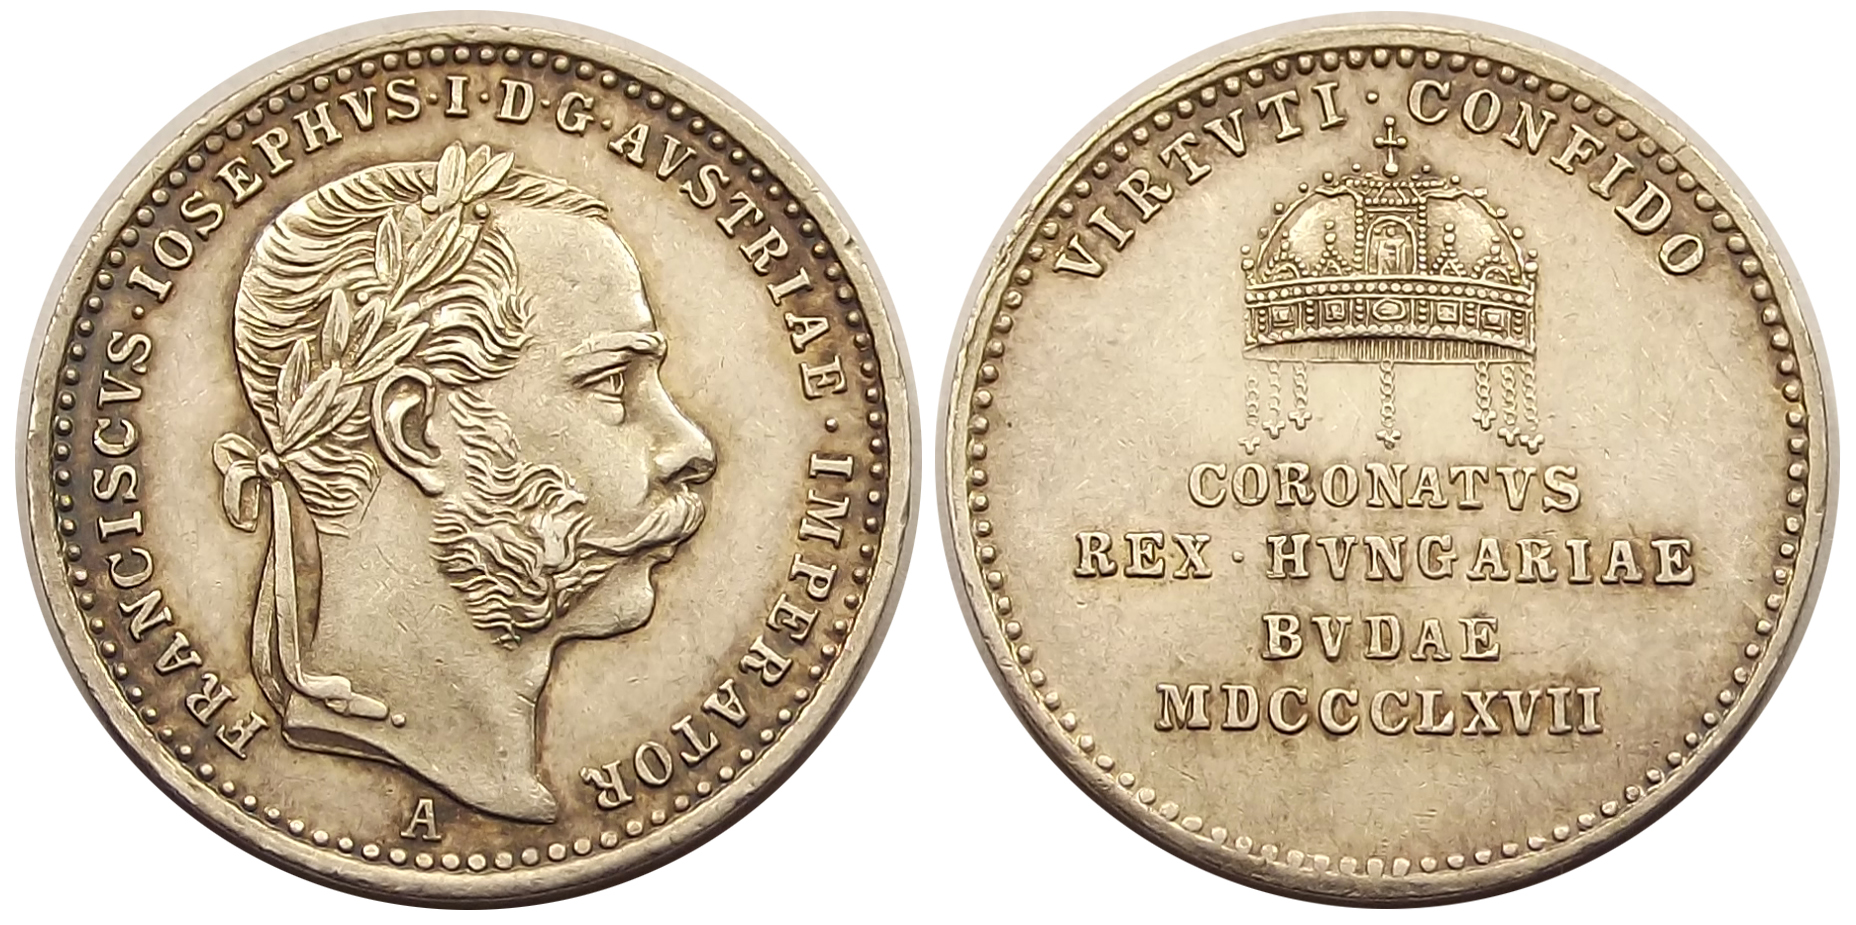 FRANCISCVS·IOSEPHVS·I·D·G·AVSTRIAE·IMPERATOR
A
VIRTVTI · CONFIDO
CORONATVS
REX · HVNGARIAE
BVDAE
MDCCCLXVII